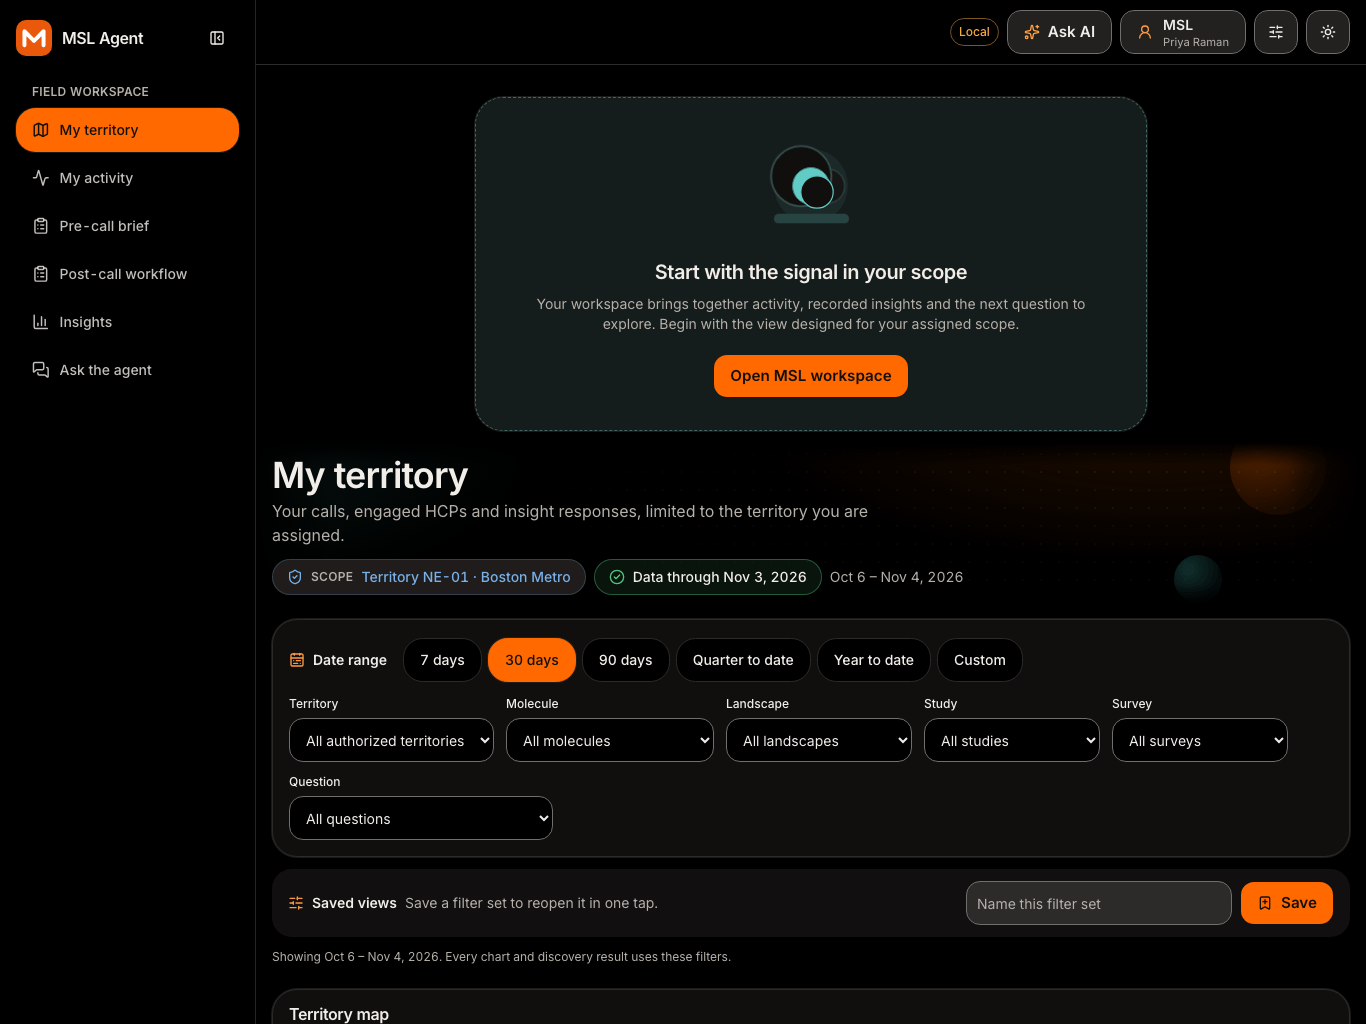 MSL Agent
Local
Ask AI
MSL
Priya Raman
FIELD WORKSPACE
My territory
My activity
Pre-call brief
Post-call workflow
Insights
Ask the agent
Start with the signal in your scope
Your workspace brings together activity, recorded insights and the next question to
explore. Begin with the view designed for your assigned scope.
Open MSL workspace
My territory
Your calls, engaged HCPs and insight responses, limited to the territory you are
assigned.
SCOPE Territory NE-01 · Boston Metro
Data through Nov 3, 2026
Oct 6 – Nov 4, 2026
Date range
7 days
30 days
90 days
Quarter to date
Year to date
Custom
Territory
All authorized territories
Molecule
All molecules
Landscape
All landscapes
Study
All studies
Survey
All surveys
Question
All questions
Saved views
Save a filter set to reopen it in one tap.
Name this filter set
Save
Showing Oct 6 – Nov 4, 2026. Every chart and discovery result uses these filters.
Territory map